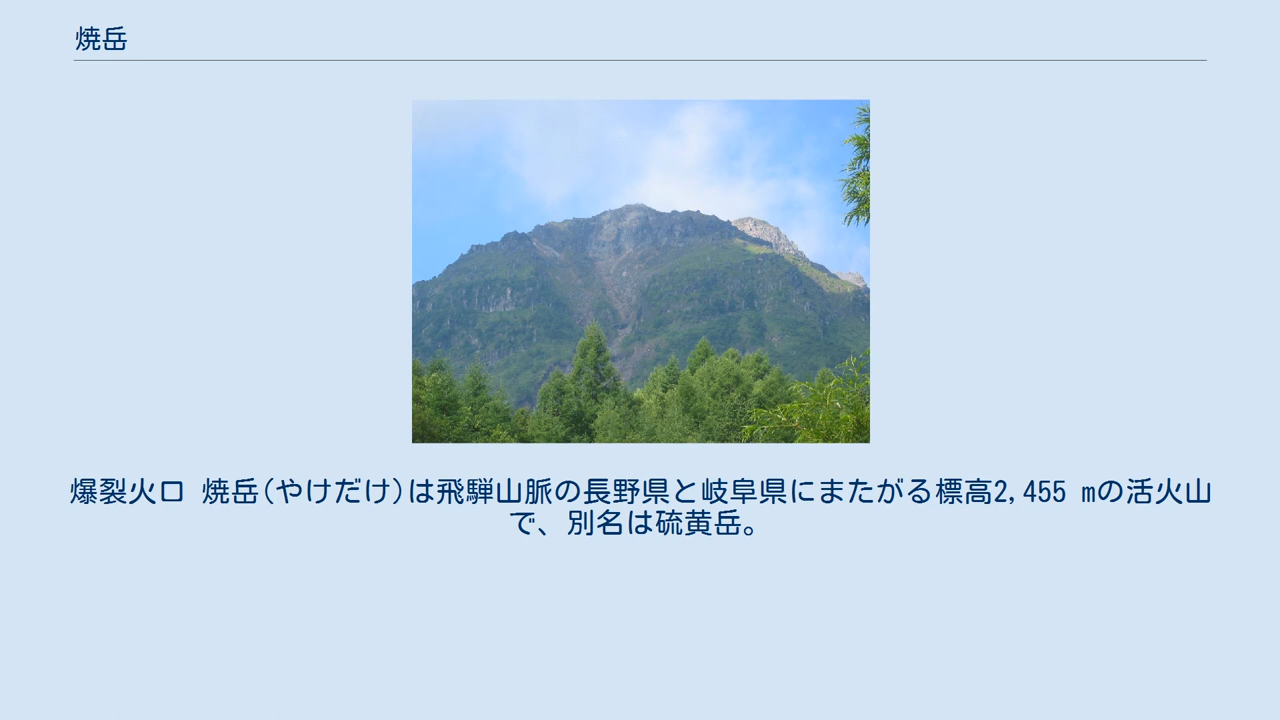 焼岳
爆裂火口 焼岳(やけだけ)は飛騨山脈の長野県と岐阜県にまたがる標高2,455 mの活火山
で、別名は硫黄岳。